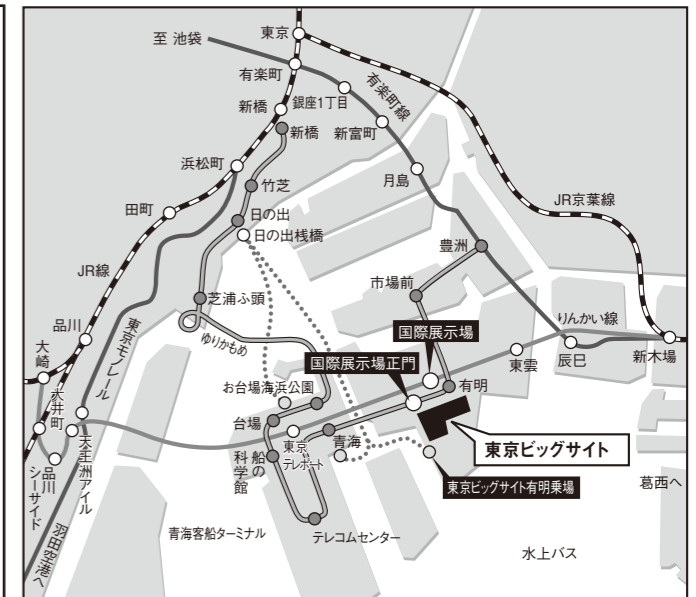 至 池袋
東京
有楽町
銀座1丁目
有楽町線
新橋
新橋
新富町
浜松町
竹芝
月島
JR京葉線
田町
日の出
日の出桟橋
豊洲
JR線
市場前
芝浦ふ頭
りんかい線
品川
東京モノレール
ゆりかもめ
国際展示場
大崎
国際展示場正門
東雲
辰巳
新木場
お台場海浜公園
有明
大井町
天王洲アイル
台場
東京
テレポート
青海
船の
科学館
東京ビッグサイト
品川
シーサイド
東京ビッグサイト有明乗場
葛西へ
羽田空港へ
青海客船ターミナル
テレコムセンター
水上バス